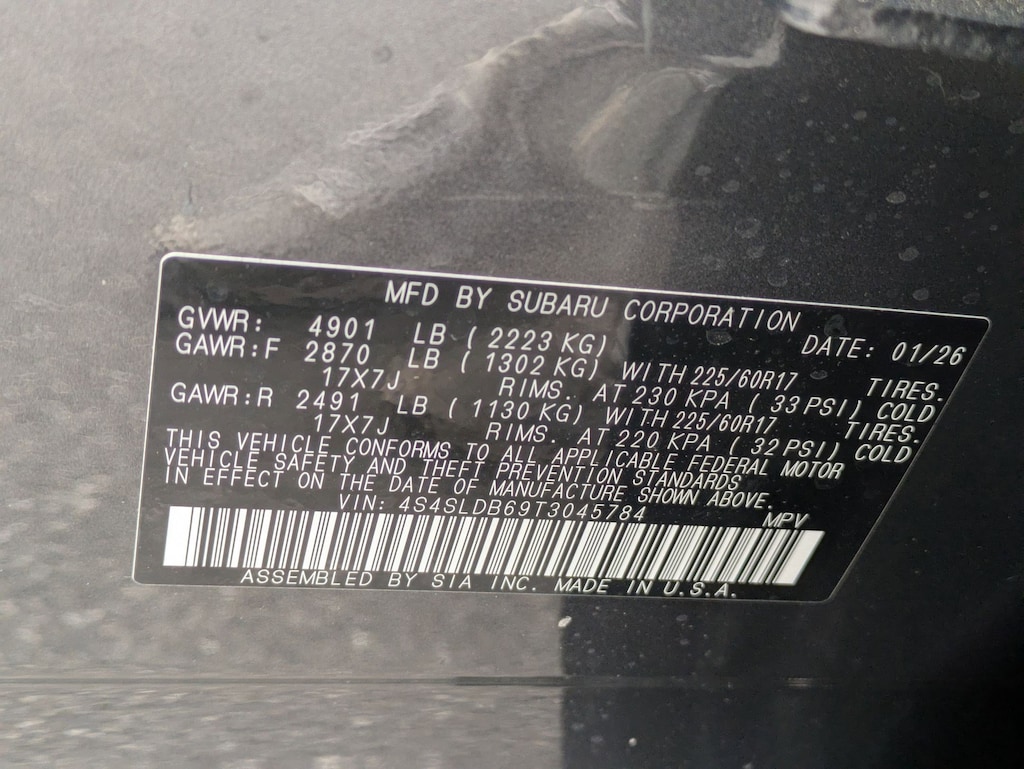 MFD BY SUBARU CORPORATION
GVWR: 4901 LB ( 2223 KG) DATE: 01/26
GAWR:F 2870 LB ( 1302 KG) WITH 225/60R17 TIRES.
17X7J RIMS. AT 230 KPA ( 33 PSI) COLD
GAWR:R 2491 LB ( 1130 KG) WITH 225/60R17 TIRES.
17X7J RIMS. AT 220 KPA ( 32 PSI) COLD
THIS VEHICLE CONFORMS TO ALL APPLICABLE FEDERAL MOTOR
VEHICLE SAFETY AND THEFT PREVENTION STANDARDS
IN EFFECT ON THE DATE OF MANUFACTURE SHOWN ABOVE.
VIN: 4S4SLDB69T3045784 MPV
ASSEMBLED BY SIA INC. MADE IN U.S.A.